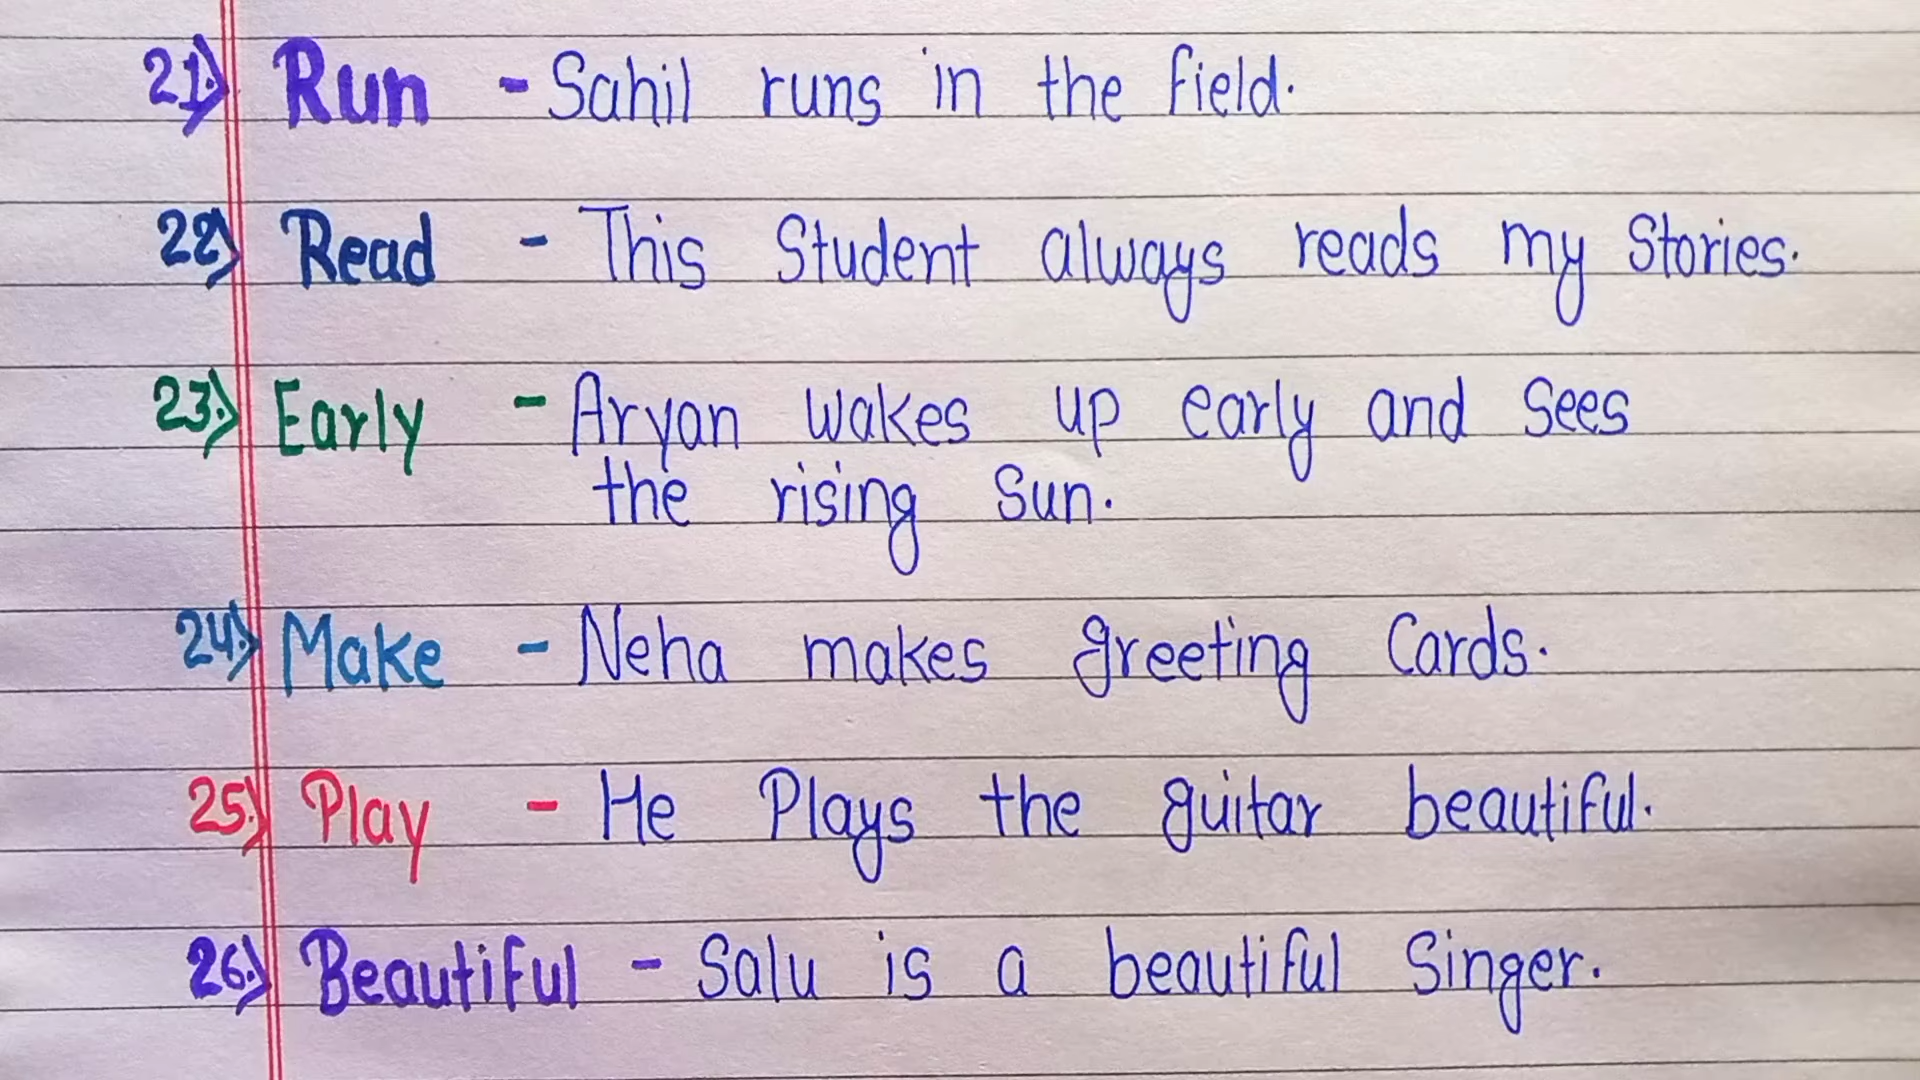 21.) Run - Sahil runs in the field.
22) Read - This Student always reads my Stories.
23.) Early - Aryan wakes up early and Sees
the rising Sun.
24.) Make - Neha makes greeting Cards.
25.) Play - He Plays the guitar beautiful.
26.) Beautiful - Salu is a beautiful Singer.